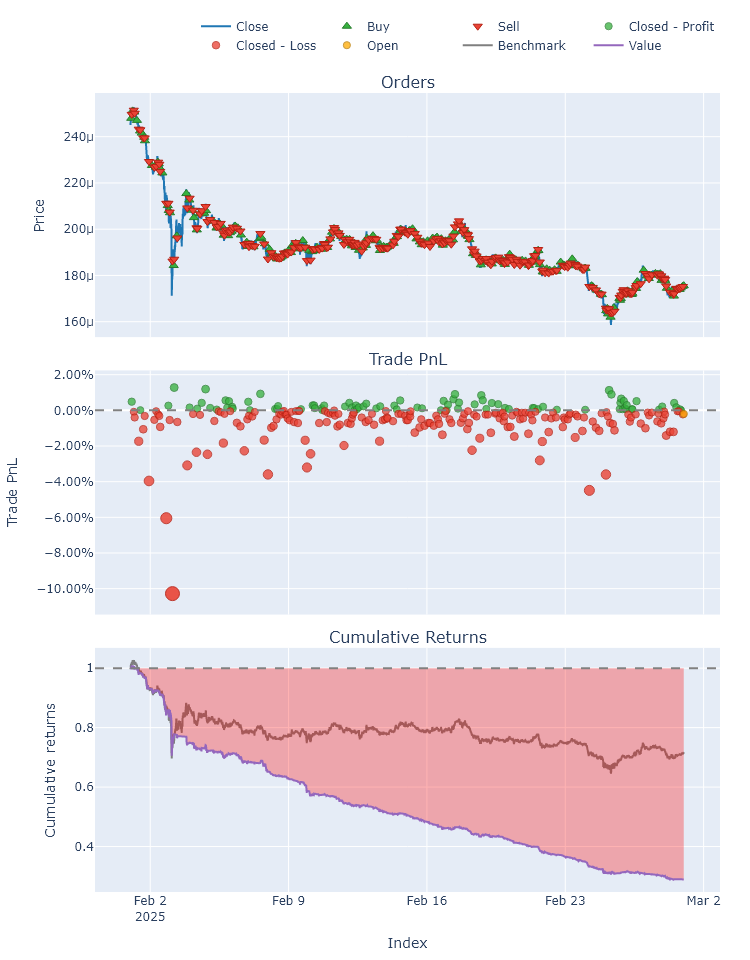 Close Buy Sell Closed - Profit
Closed - Loss Open Benchmark Value
Orders
240μ
220μ
200μ
180μ
160μ
Price
Trade PnL
2.00%
0.00%
−2.00%
−4.00%
−6.00%
−8.00%
−10.00%
Trade PnL
Cumulative Returns
1
0.8
0.6
0.4
Cumulative returns
Feb 2 Feb 9 Feb 16 Feb 23 Mar 2
2025
Index